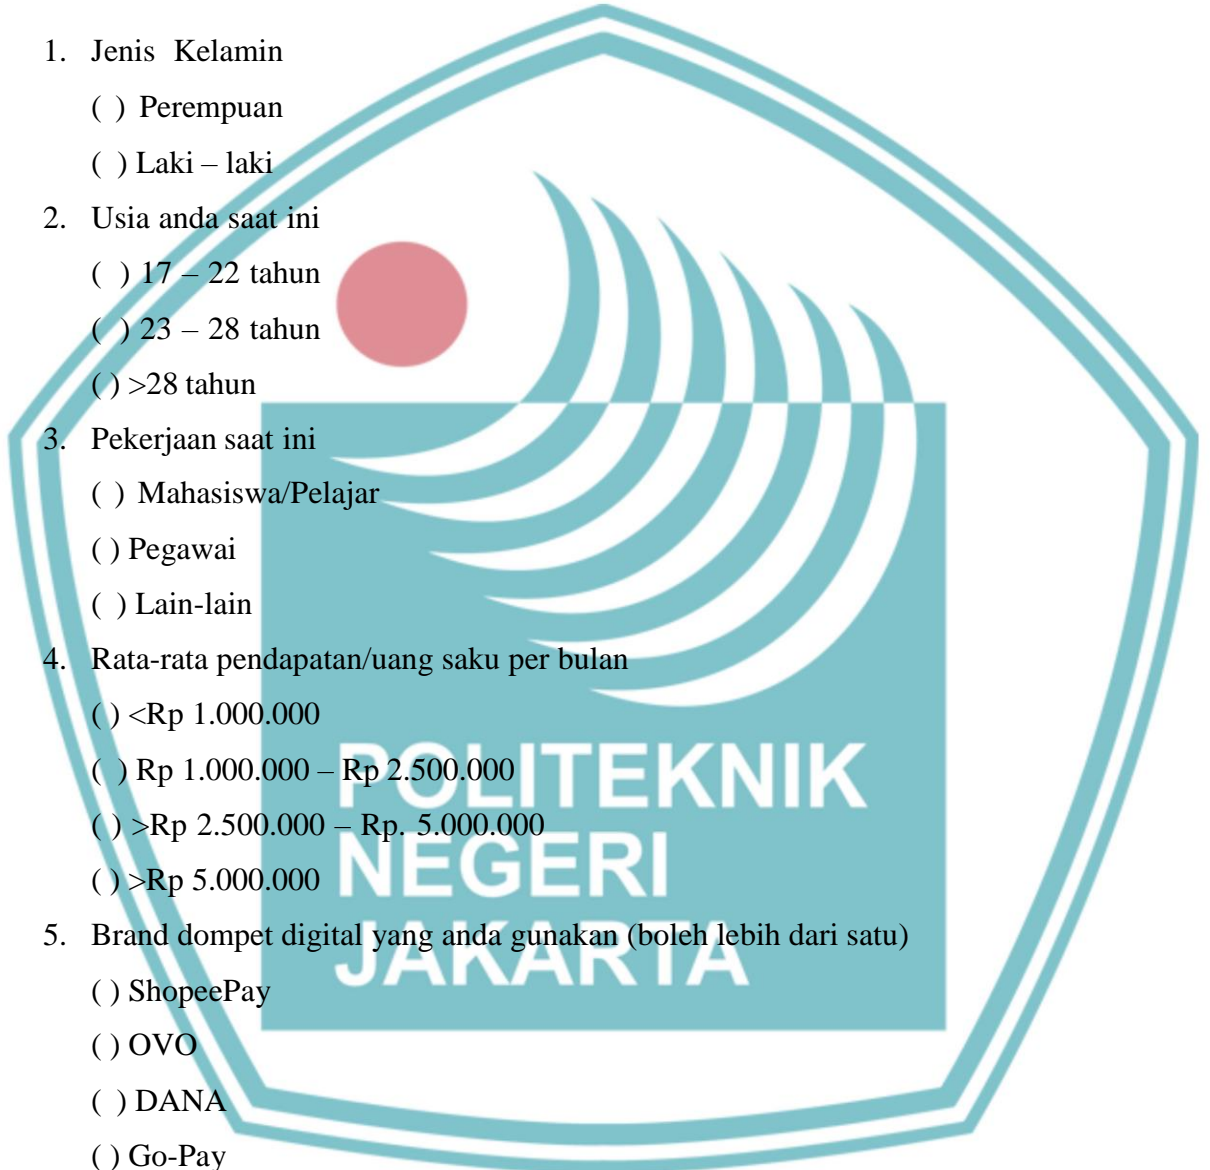 1. Jenis Kelamin
( ) Perempuan
( ) Laki – laki
2. Usia anda saat ini
( ) 17 – 22 tahun
( ) 23 – 28 tahun
( ) >28 tahun
3. Pekerjaan saat ini
( ) Mahasiswa/Pelajar
( ) Pegawai
( ) Lain-lain
4. Rata-rata pendapatan/uang saku per bulan
( ) <Rp 1.000.000
( ) Rp 1.000.000 – Rp 2.500.000
( ) >Rp 2.500.000 – Rp. 5.000.000
( ) >Rp 5.000.000
5. Brand dompet digital yang anda gunakan (boleh lebih dari satu)
( ) ShopeePay
( ) OVO
( ) DANA
( ) Go-Pay
POLITEKNIK
NEGERI
JAKARTA